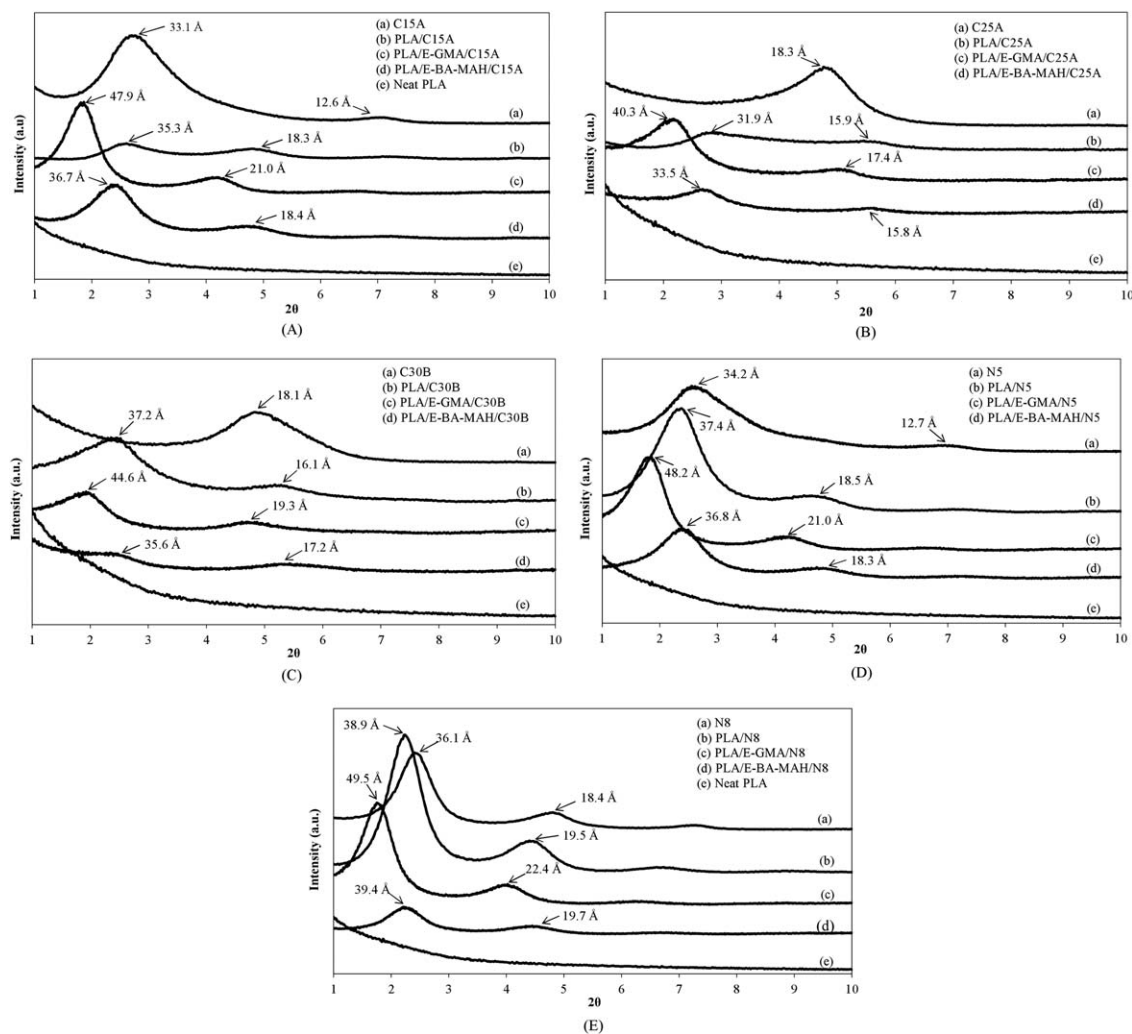 33.1 Å
(a) C15A
(b) PLA/C15A
(c) PLA/E-GMA/C15A
(d) PLA/E-BA-MAH/C15A
(e) Neat PLA
47.9 Å
12.6 Å
(a)
35.3 Å
18.3 Å
(b)
36.7 Å
21.0 Å
(c)
18.4 Å
(d)
(e)
Intensity (a.u)
1 2 3 4 5 6 7 8 9 10
2θ
(A)
(a) C25A
(b) PLA/C25A
(c) PLA/E-GMA/C25A
(d) PLA/E-BA-MAH/C25A
18.3 Å
40.3 Å
31.9 Å
15.9 Å
(a)
(b)
17.4 Å
(c)
33.5 Å
(d)
15.8 Å
(e)
Intensity (a.u.)
1 2 3 4 5 6 7 8 9 10
2θ
(B)
(a) C30B
(b) PLA/C30B
(c) PLA/E-GMA/C30B
(d) PLA/E-BA-MAH/C30B
18.1 Å
37.2 Å
(a)
16.1 Å
44.6 Å
(b)
19.3 Å
(c)
35.6 Å
17.2 Å
(d)
(e)
Intensity (a.u.)
1 2 3 4 5 6 7 8 9 10
2θ
(C)
(a) N5
(b) PLA/N5
(c) PLA/E-GMA/N5
(d) PLA/E-BA-MAH/N5
34.2 Å
37.4 Å
12.7 Å
(a)
48.2 Å
18.5 Å
(b)
36.8 Å
21.0 Å
(c)
18.3 Å
(d)
(e)
Intensity (a.u.)
1 2 3 4 5 6 7 8 9 10
2θ
(D)
38.9 Å
36.1 Å
(a) N8
(b) PLA/N8
(c) PLA/E-GMA/N8
(d) PLA/E-BA-MAH/N8
(e) Neat PLA
49.5 Å
18.4 Å
(a)
19.5 Å
(b)
22.4 Å
(c)
39.4 Å
19.7 Å
(d)
(e)
Intensity (a.u.)
1 2 3 4 5 6 7 8 9 10
2θ
(E)